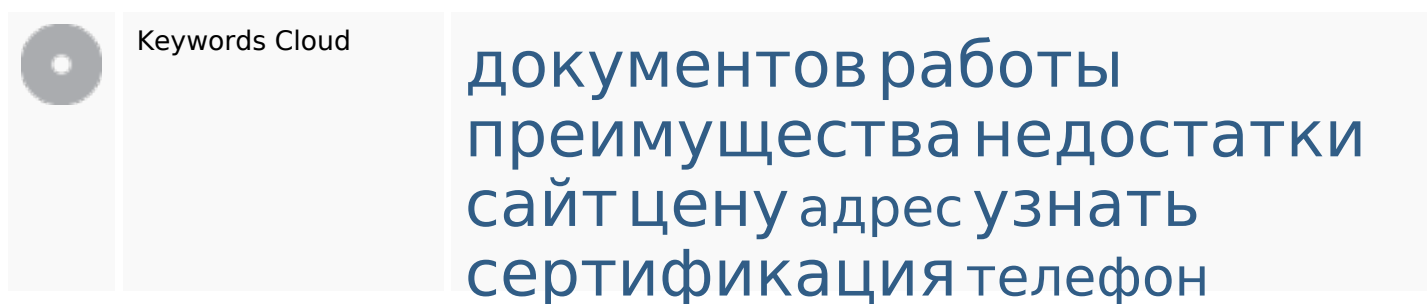 Keywords Cloud
документов работы
преимущества недостатки
сайт цену адрес узнать
сертификация телефон